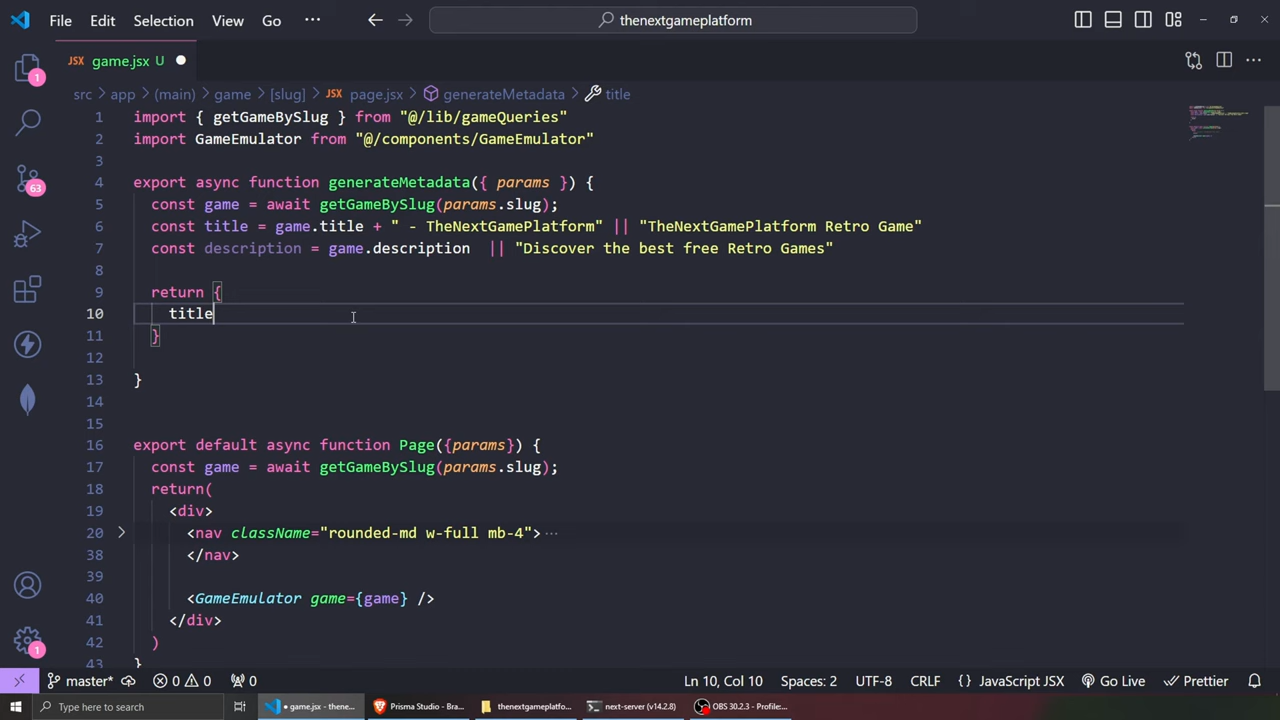 File Edit Selection View Go ··· thenextgameplatform
JSX game.jsx U
src app (main) game [slug] JSX page.jsx generateMetadata title
1 import { getGameBySlug } from "@/lib/gameQueries"
2 import GameEmulator from "@/components/GameEmulator"
3
4 export async function generateMetadata({ params }) {
5 const game = await getGameBySlug(params.slug);
6 const title = game.title + " - TheNextGamePlatform" || "TheNextGamePlatform Retro Game"
7 const description = game.description || "Discover the best free Retro Games"
8
9 return {
10 title
11 }
12
13 }
14
15
16 export default async function Page({params}) {
17 const game = await getGameBySlug(params.slug);
18 return(
19 <div>
20 <nav className="rounded-md w-full mb-4">···
38 </nav>
39
40 <GameEmulator game={game} />
41 </div>
42 )
43 }
1
63
1
master* 0 0 0 Ln 10, Col 10 Spaces: 2 UTF-8 CRLF {} JavaScript JSX Go Live Prettier
Type here to search game.jsx - thene... Prisma Studio - Bra... thenextgameplatfo... next-server (v14.2.8) OBS 30.2.3 - Profile:...